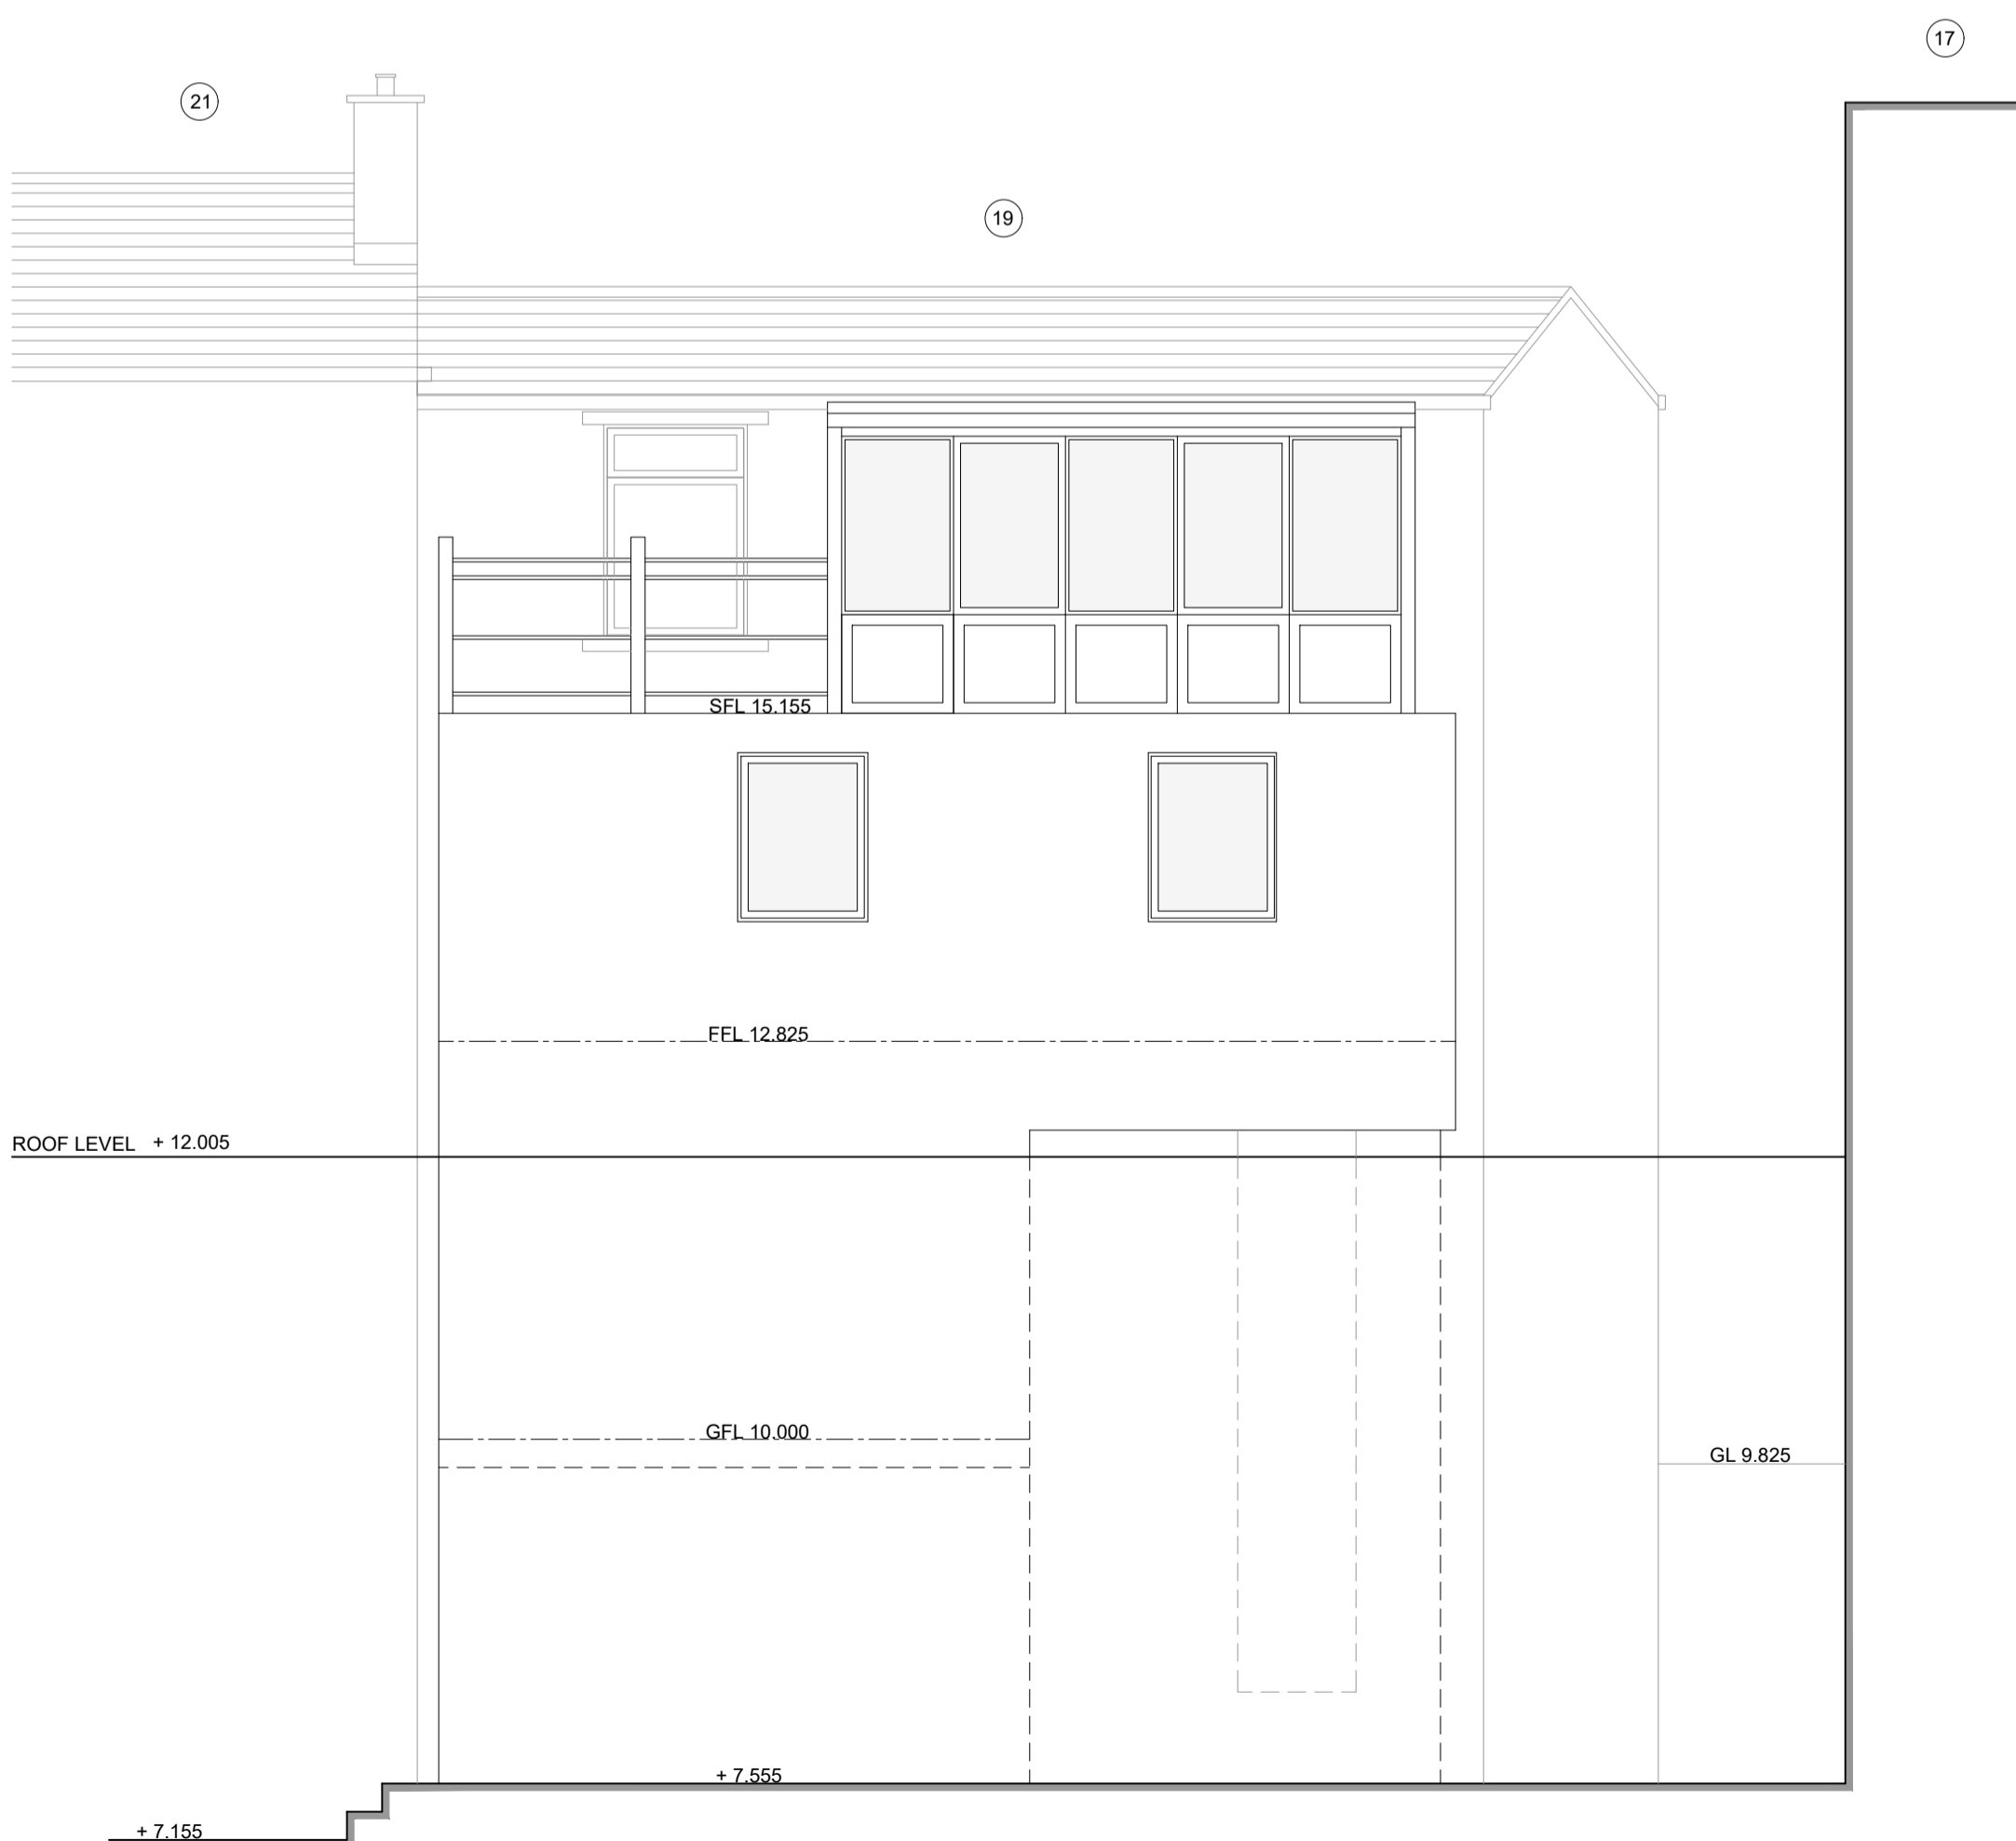 17
21
19
SFL 15.155
FFL 12.825
ROOF LEVEL + 12.005
GFL 10.000
GL 9.825
+ 7.555
+ 7.155